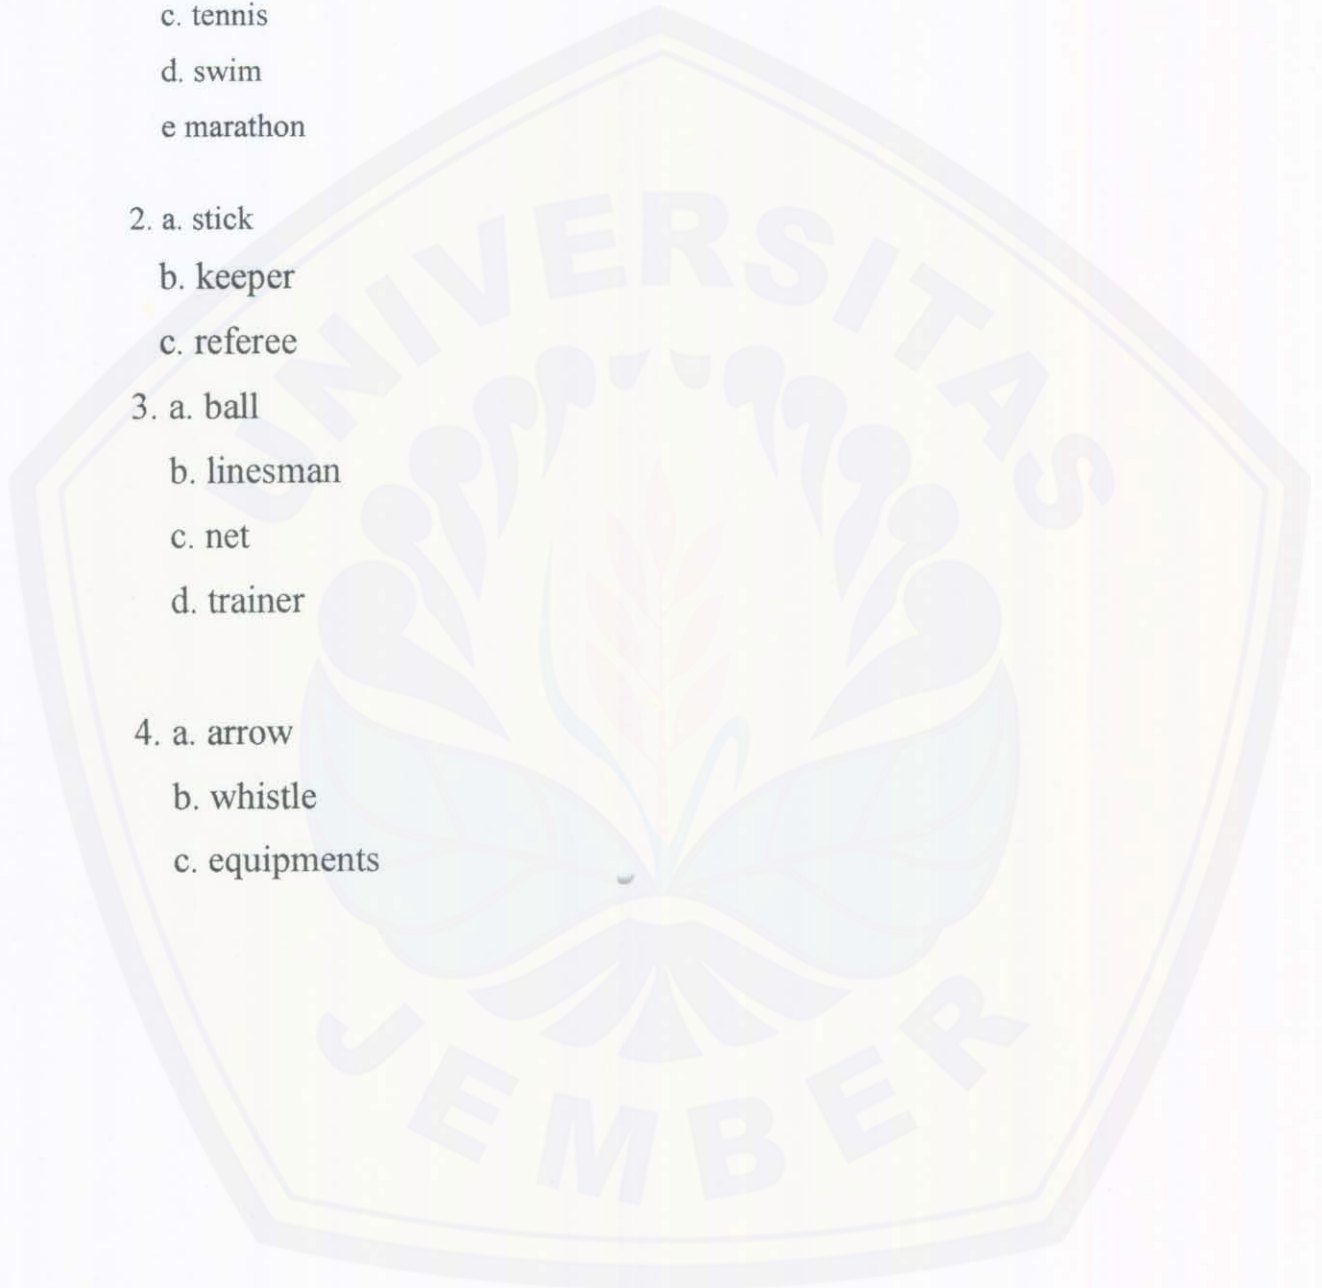 c. tennis
d. swim
e marathon
2. a. stick
b. keeper
c. referee
3. a. ball
b. linesman
c. net
d. trainer
4. a. arrow
b. whistle
c. equipments
UNIVERSITAS
JEMBER